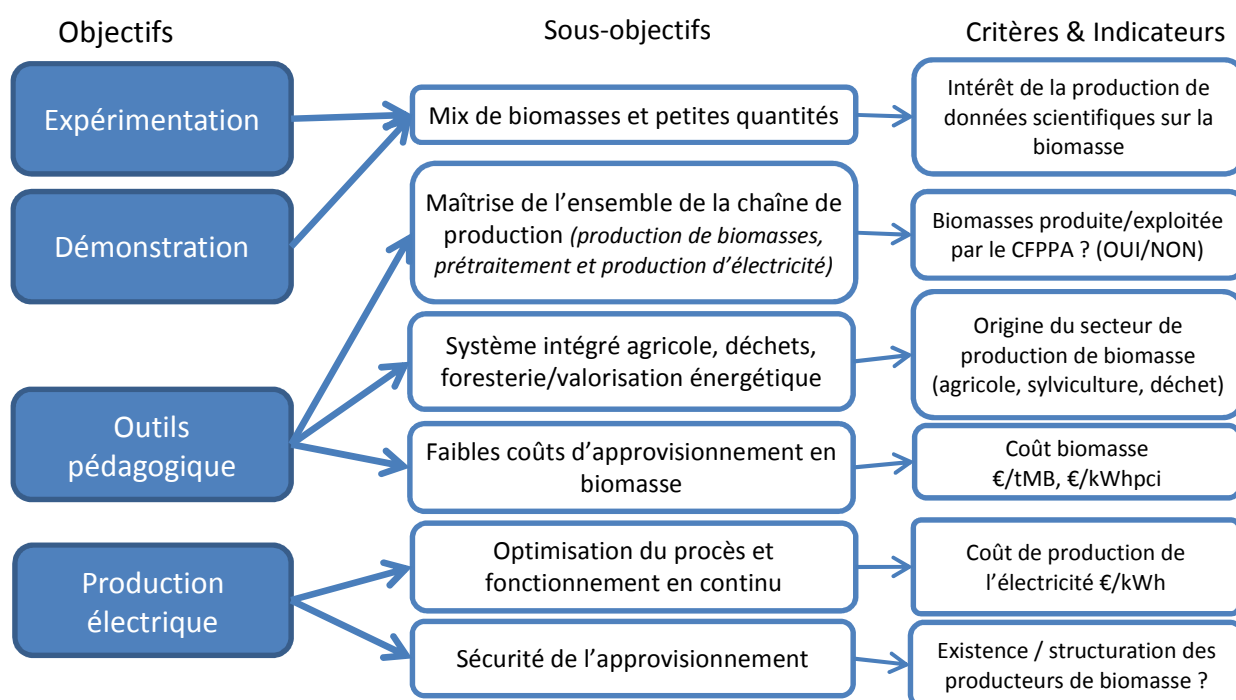 Objectifs
Sous-objectifs
Critères & Indicateurs
Expérimentation
Démonstration
Outils
pédagogique
Production
électrique
Mix de biomasses et petites quantités
Maîtrise de l’ensemble de la chaîne de
production (production de biomasses,
prétraitement et production d’électricité)
Système intégré agricole, déchets,
foresterie/valorisation énergétique
Faibles coûts d’approvisionnement en
biomasse
Optimisation du procès et
fonctionnement en continu
Sécurité de l’approvisionnement
Intérêt de la production de
données scientifiques sur la
biomasse
Biomasses produite/exploitée
par le CFPPA ? (OUI/NON)
Origine du secteur de
production de biomasse
(agricole, sylviculture, déchet)
Coût biomasse
€/tMB, €/kWhpci
Coût de production de
l’électricité €/kWh
Existence / structuration des
producteurs de biomasse ?